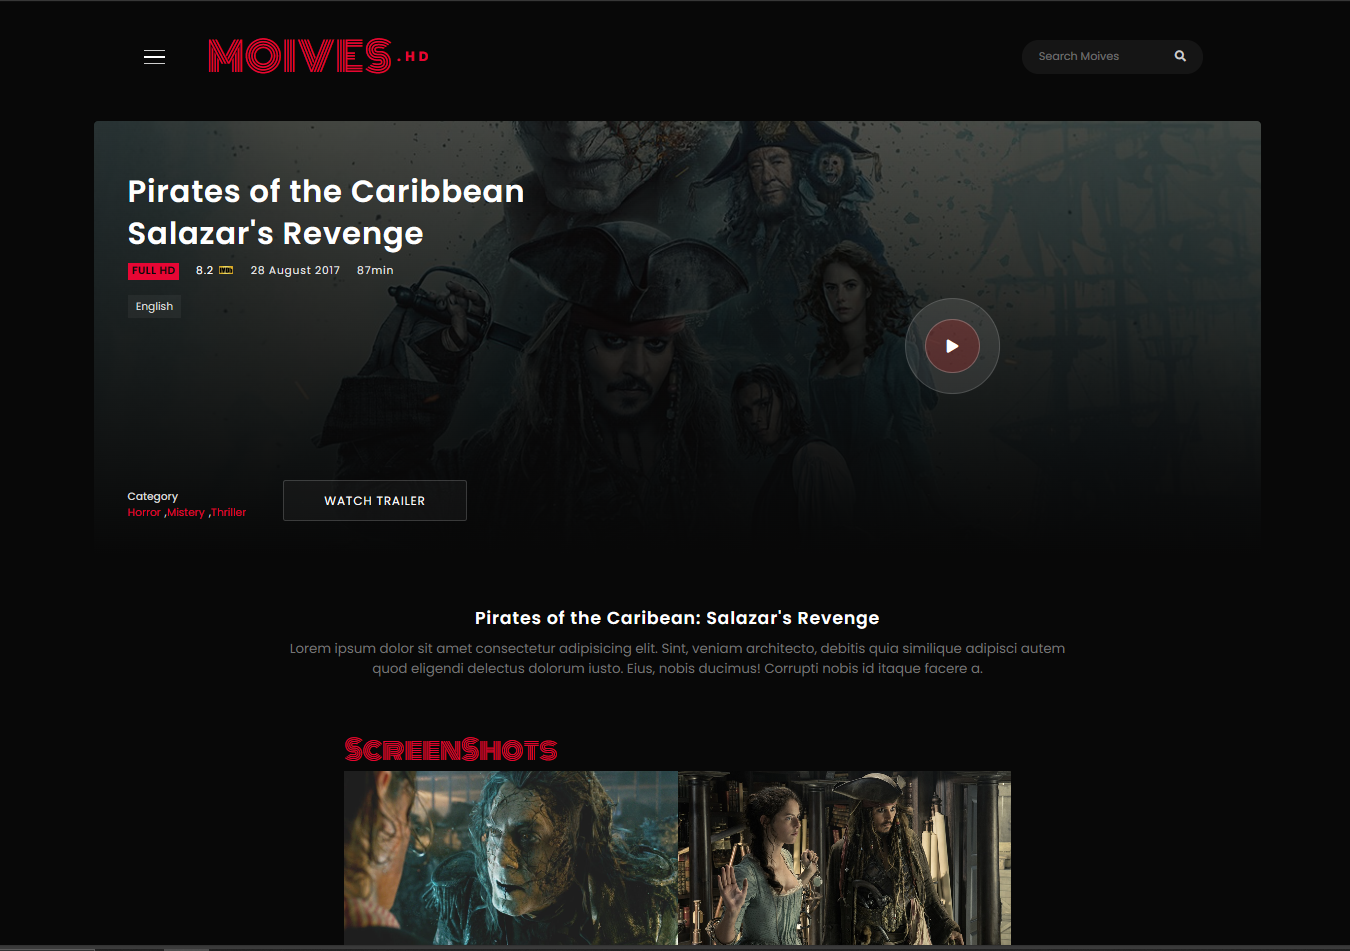 MOIVES.HD
Search Moives
Pirates of the Caribbean
Salazar's Revenge
FULL HD 8.2 28 August 2017 87min
English
Category
Horror ,Mistery ,Thriller
WATCH TRAILER
Pirates of the Caribean: Salazar's Revenge
Lorem ipsum dolor sit amet consectetur adipisicing elit. Sint, veniam architecto, debitis quia similique adipisci autem
quod eligendi delectus dolorum iusto. Eius, nobis ducimus! Corrupti nobis id itaque facere a.
ScreenShots